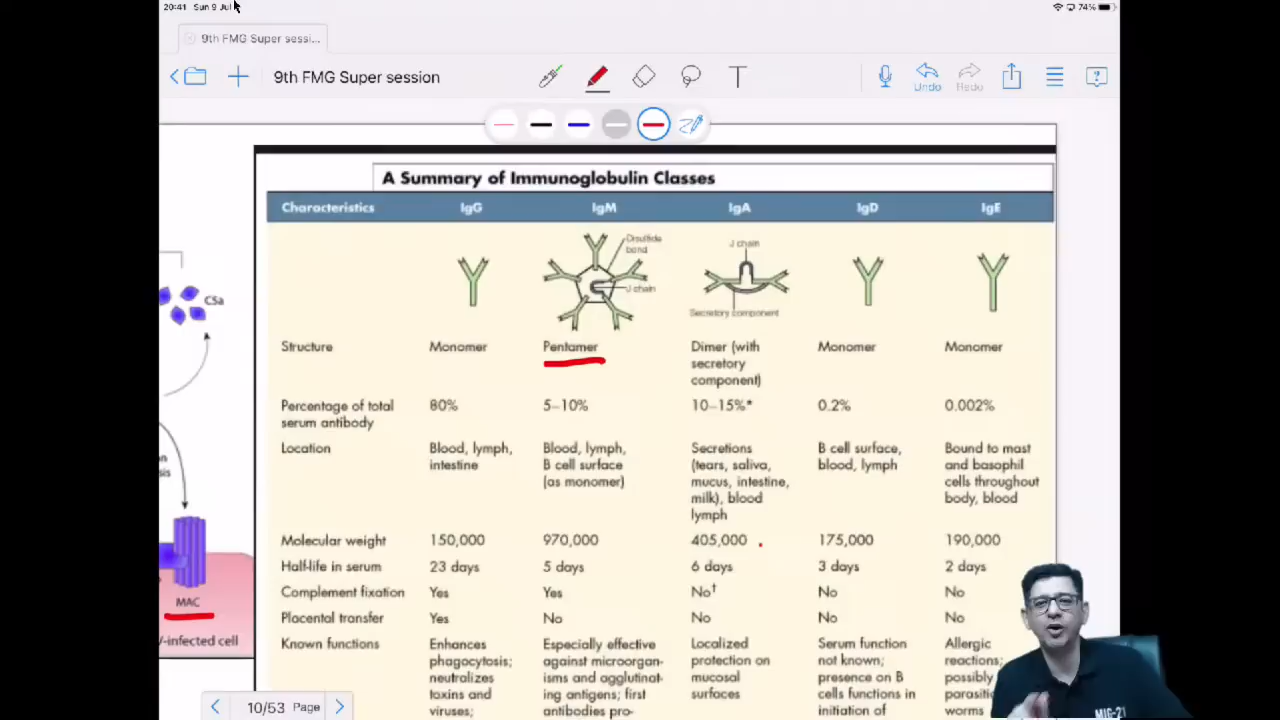 20:41 Sun 9 Jul
74%
9th FMG Super sessi...
9th FMG Super session
T
Undo
Redo
A Summary of Immunoglobulin Classes
Characteristics IgG IgM IgA IgD IgE
Disulfide bond
J chain
J chain
Secretory component
C5a
Structure Monomer Pentamer Dimer (with secretory component) Monomer Monomer
Percentage of total serum antibody 80% 5–10% 10–15%* 0.2% 0.002%
Location Blood, lymph, intestine Blood, lymph, B cell surface (as monomer) Secretions (tears, saliva, mucus, intestine, milk), blood lymph B cell surface, blood, lymph Bound to mast and basophil cells throughout body, blood
Molecular weight 150,000 970,000 405,000 175,000 190,000
Half-life in serum 23 days 5 days 6 days 3 days 2 days
Complement fixation Yes Yes No† No No
Placental transfer Yes No No No No
Known functions Enhances phagocytosis; neutralizes toxins and viruses; Especially effective against microorgan- isms and agglutinat- ing antigens; first antibodies pro- Localized protection on mucosal surfaces Serum function not known; presence on B cells functions in initiation of Allergic reactions; possibly worms
MAC
/-infected cell
10/53 Page
MIG-21